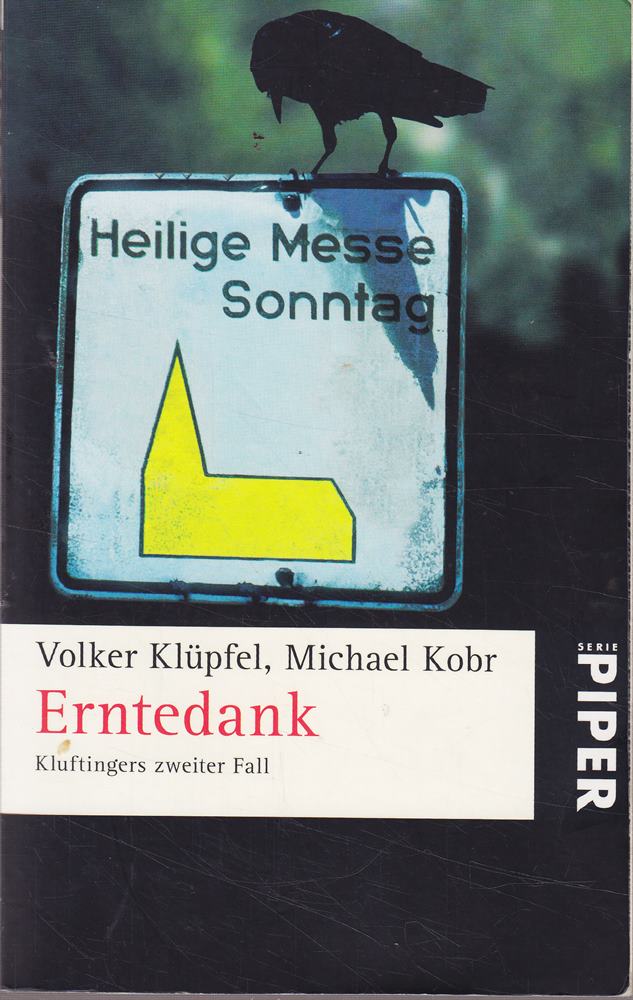 Heilige Messe
Sonntag
Volker Klüpfel, Michael Kobr
Erntedank
Kluftingers zweiter Fall
SERIE
PIPER